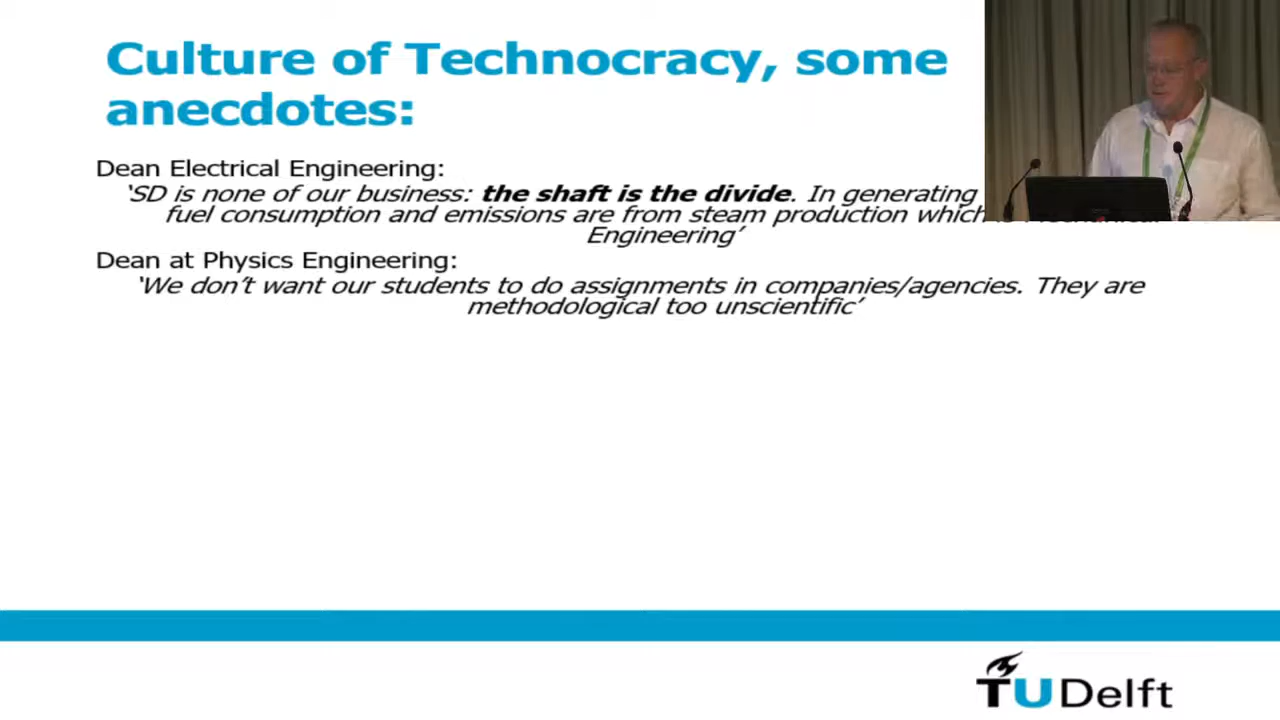 Culture of Technocracy, some
anecdotes:
Dean Electrical Engineering:
‘SD is none of our business: the shaft is the divide. In generating
fuel consumption and emissions are from steam production which
Engineering’
Dean at Physics Engineering:
‘We don’t want our students to do assignments in companies/agencies. They are
methodological too unscientific’
TU Delft